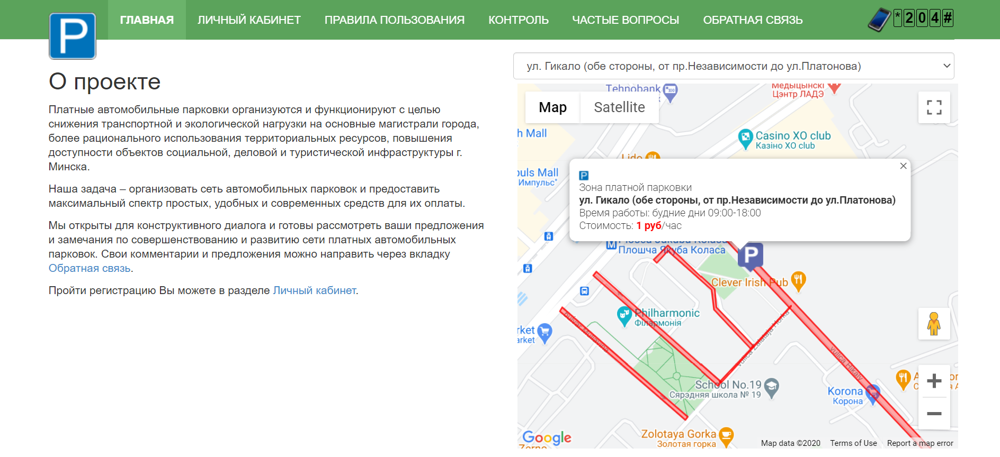 P
ГЛАВНАЯ
ЛИЧНЫЙ КАБИНЕТ
ПРАВИЛА ПОЛЬЗОВАНИЯ
КОНТРОЛЬ
ЧАСТЫЕ ВОПРОСЫ
ОБРАТНАЯ СВЯЗЬ
*204#
О проекте
Платные автомобильные парковки организуются и функционируют с целью
снижения транспортной и экологической нагрузки на основные магистрали города,
более рационального использования территориальных ресурсов, повышения
доступности объектов социальной, деловой и туристической инфраструктуры г.
Минска.
Наша задача – организовать сеть автомобильных парковок и предоставить
максимальный спектр простых, удобных и современных средств для их оплаты.
Мы открыты для конструктивного диалога и готовы рассмотреть ваши предложения
и замечания по совершенствованию и развитию сети платных автомобильных
парковок. Свои комментарии и предложения можно направить через вкладку
Обратная связь.
Пройти регистрацию Вы можете в разделе Личный кабинет.
ул. Гикало (обе стороны, от пр.Независимости до ул.Платонова)
Tehnobank
Медыцынскі
Цэнтр ЛАДЭ
Map
Satellite
h Mall
Casino XO club
Казіно XO club
Lido
puls Mall
Импульс"
P
Зона платной парковки
ул. Гикало (обе стороны, от пр.Независимости до ул.Платонова)
Время работы: будние дни 09:00-18:00
Стоимость: 1 руб/час
M
Плошча Якуба Коласа
P
Clever Irish Pub
Philharmonic
Філармонія
rket
arket
bulvar Muliavina
vulica Zalataja Horka
vulica Hikaly
School No.19
Сярэдняя школа № 19
Korona
Корона
Zolotaya Gorka
Золотая горка
Google
Zerno
Map data ©2020
Terms of Use
Report a map error